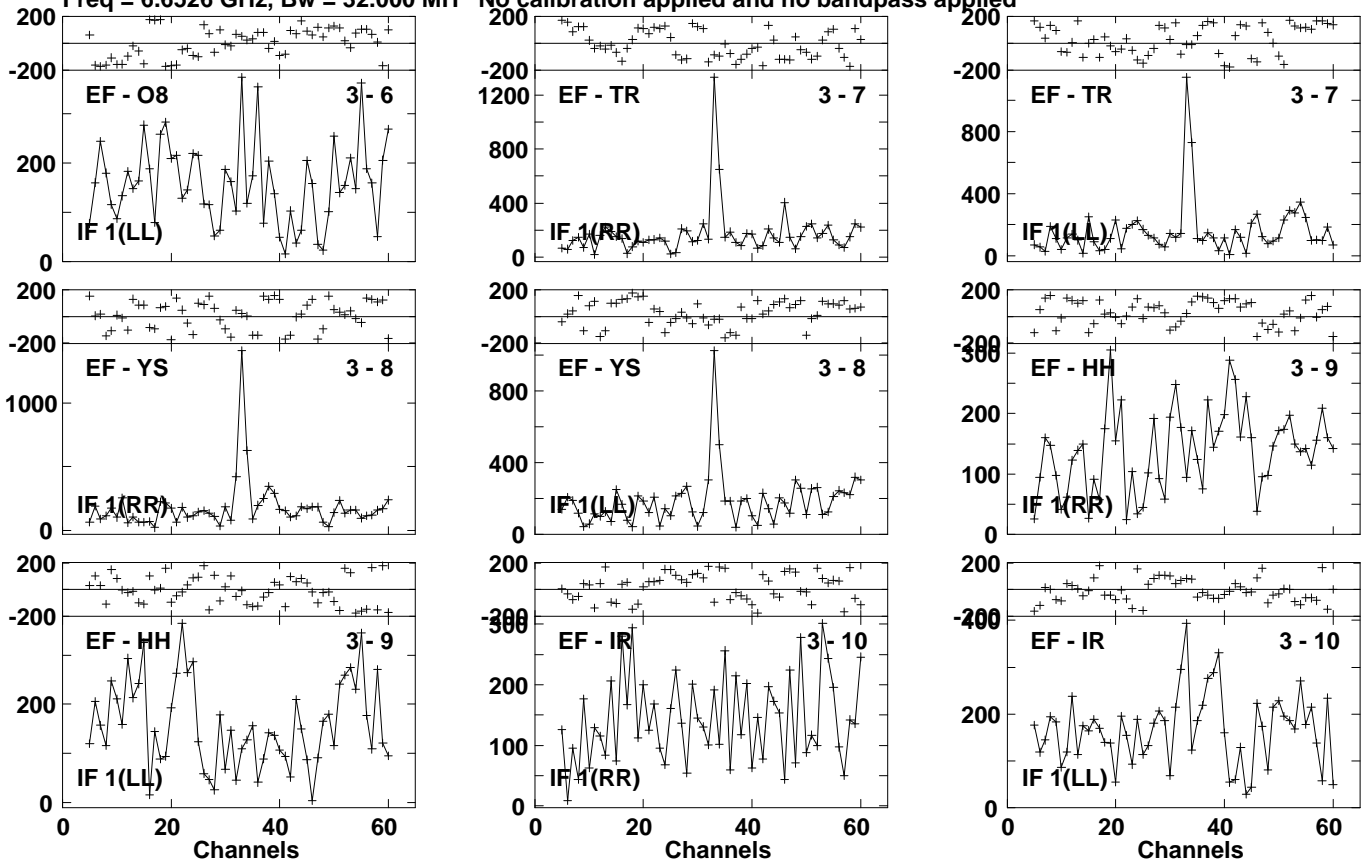 Freq = 6.6526 GHz, Bw = 32.000 MH No calibration applied and no bandpass applied
200 200 200
-200 -200 -200
EF - O8 3 - 6 EF - TR 3 - 7 EF - TR 3 - 7
1200
800 800
200
400 400
IF 1(LL) IF 1(RR) IF 1(LL)
0 0 0
200 200 200
-200 -200 -200
300
EF - YS 3 - 8 EF - YS 3 - 8 EF - HH 3 - 9
1000 800 200
400 100
IF 1(RR) IF 1(LL) IF 1(RR)
0 0 0
200 200 200
-200 -200 -200
300 400
EF - HH 3 - 9 EF - IR 3 - 10 EF - IR 3 - 10
200 200 200
100
IF 1(LL) IF 1(RR) IF 1(LL)
0 0 0
0 20 40 60 0 20 40 60 0 20 40 60
Channels Channels Channels